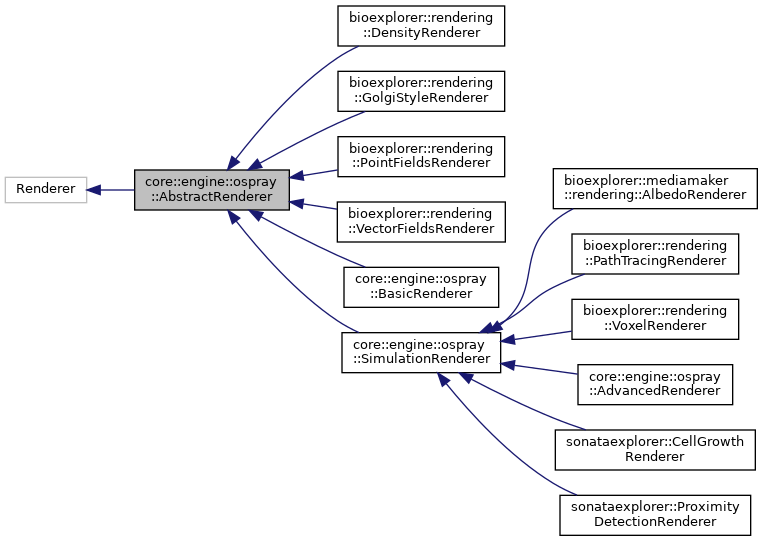 Renderer
core::engine::ospray
::AbstractRenderer
bioexplorer::rendering
::DensityRenderer
bioexplorer::rendering
::GolgiStyleRenderer
bioexplorer::rendering
::PointFieldsRenderer
bioexplorer::rendering
::VectorFieldsRenderer
core::engine::ospray
::BasicRenderer
core::engine::ospray
::SimulationRenderer
bioexplorer::mediamaker
::rendering::AlbedoRenderer
bioexplorer::rendering
::PathTracingRenderer
bioexplorer::rendering
::VoxelRenderer
core::engine::ospray
::AdvancedRenderer
sonataexplorer::CellGrowth
Renderer
sonataexplorer::Proximity
DetectionRenderer